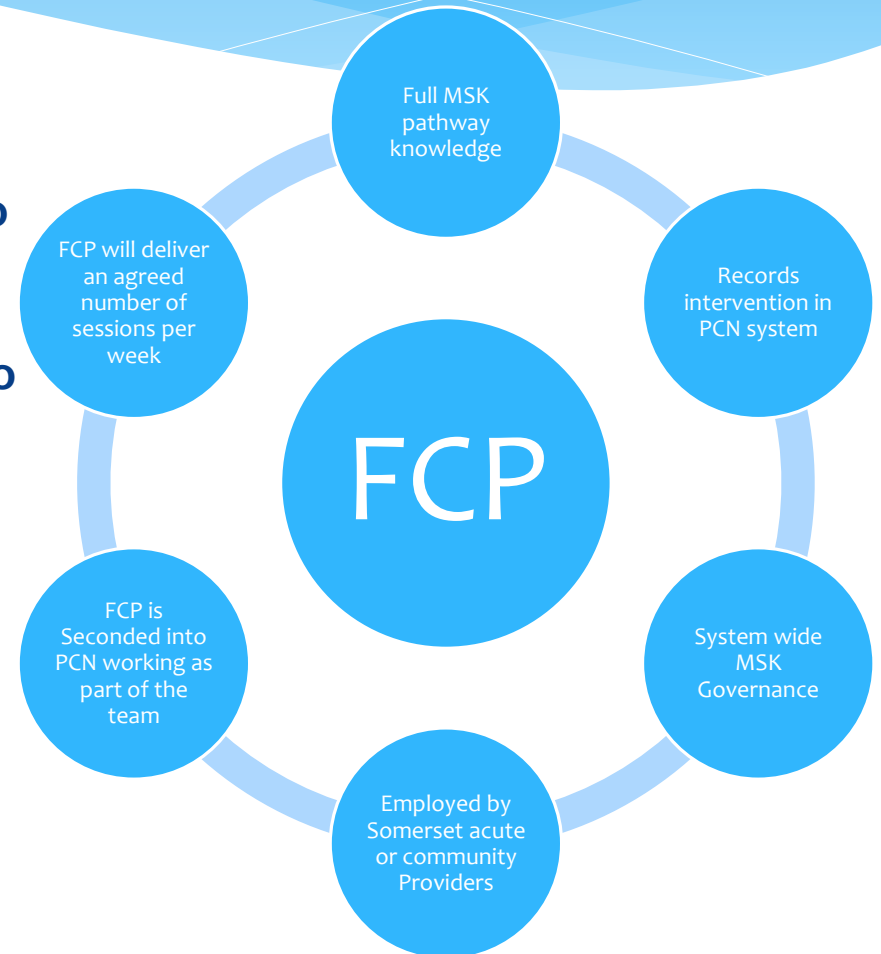 Full MSK
pathway
knowledge
Records
intervention in
PCN system
System wide
MSK
Governance
Employed by
Somerset acute
or community
Providers
FCP is
Seconded into
PCN working as
part of the
team
FCP will deliver
an agreed
number of
sessions per
week
FCP